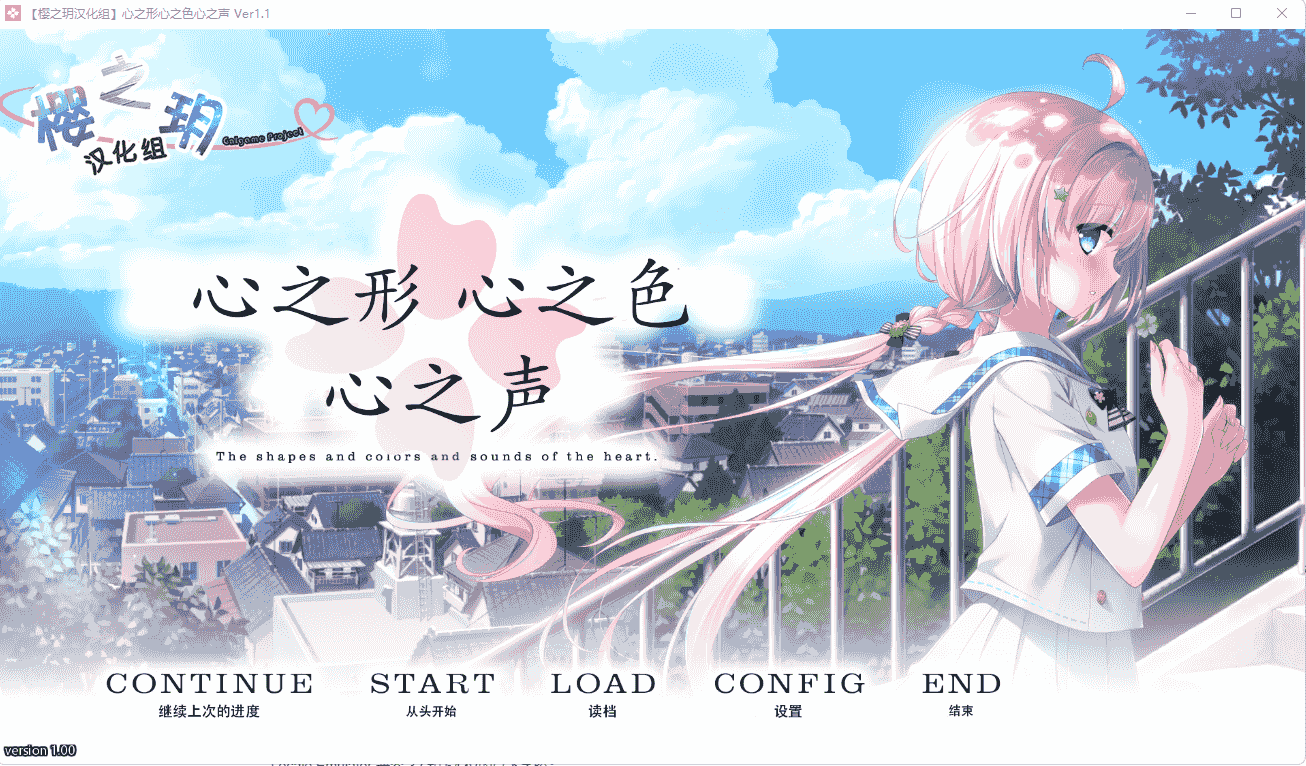 【樱之玥汉化组】心之形心之色心之声 Ver1.1
樱之玥
汉化组
Galgame Project
心之形 心之色
心之声
The shapes and colors and sounds of the heart.
CONTINUE START LOAD CONFIG END
继续上次的进度 从头开始 读档 设置 结束
version 1.00